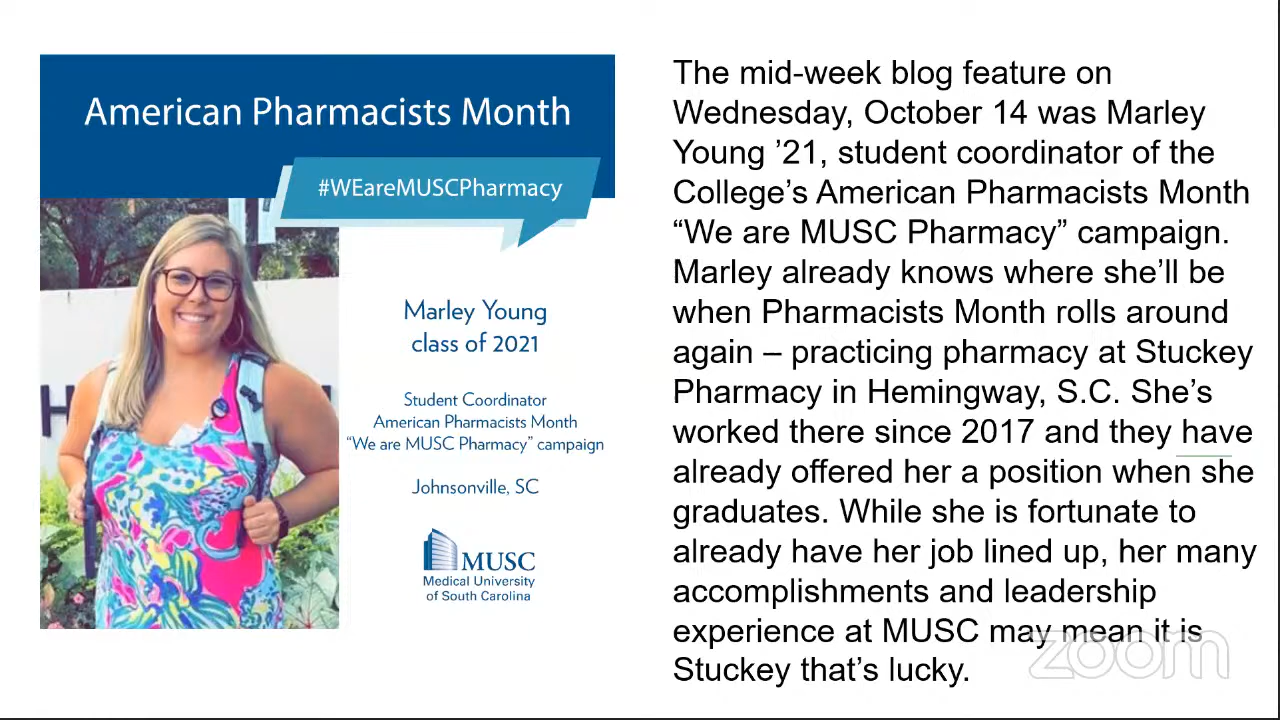 American Pharmacists Month
#WEareMUSCPharmacy
Marley Young
class of 2021
Student Coordinator
American Pharmacists Month
"We are MUSC Pharmacy" campaign
Johnsonville, SC
MUSC
Medical University
of South Carolina
The mid-week blog feature on
Wednesday, October 14 was Marley
Young ’21, student coordinator of the
College’s American Pharmacists Month
“We are MUSC Pharmacy” campaign.
Marley already knows where she’ll be
when Pharmacists Month rolls around
again – practicing pharmacy at Stuckey
Pharmacy in Hemingway, S.C. She’s
worked there since 2017 and they have
already offered her a position when she
graduates. While she is fortunate to
already have her job lined up, her many
accomplishments and leadership
experience at MUSC may mean it is
Stuckey that’s lucky.
zoom